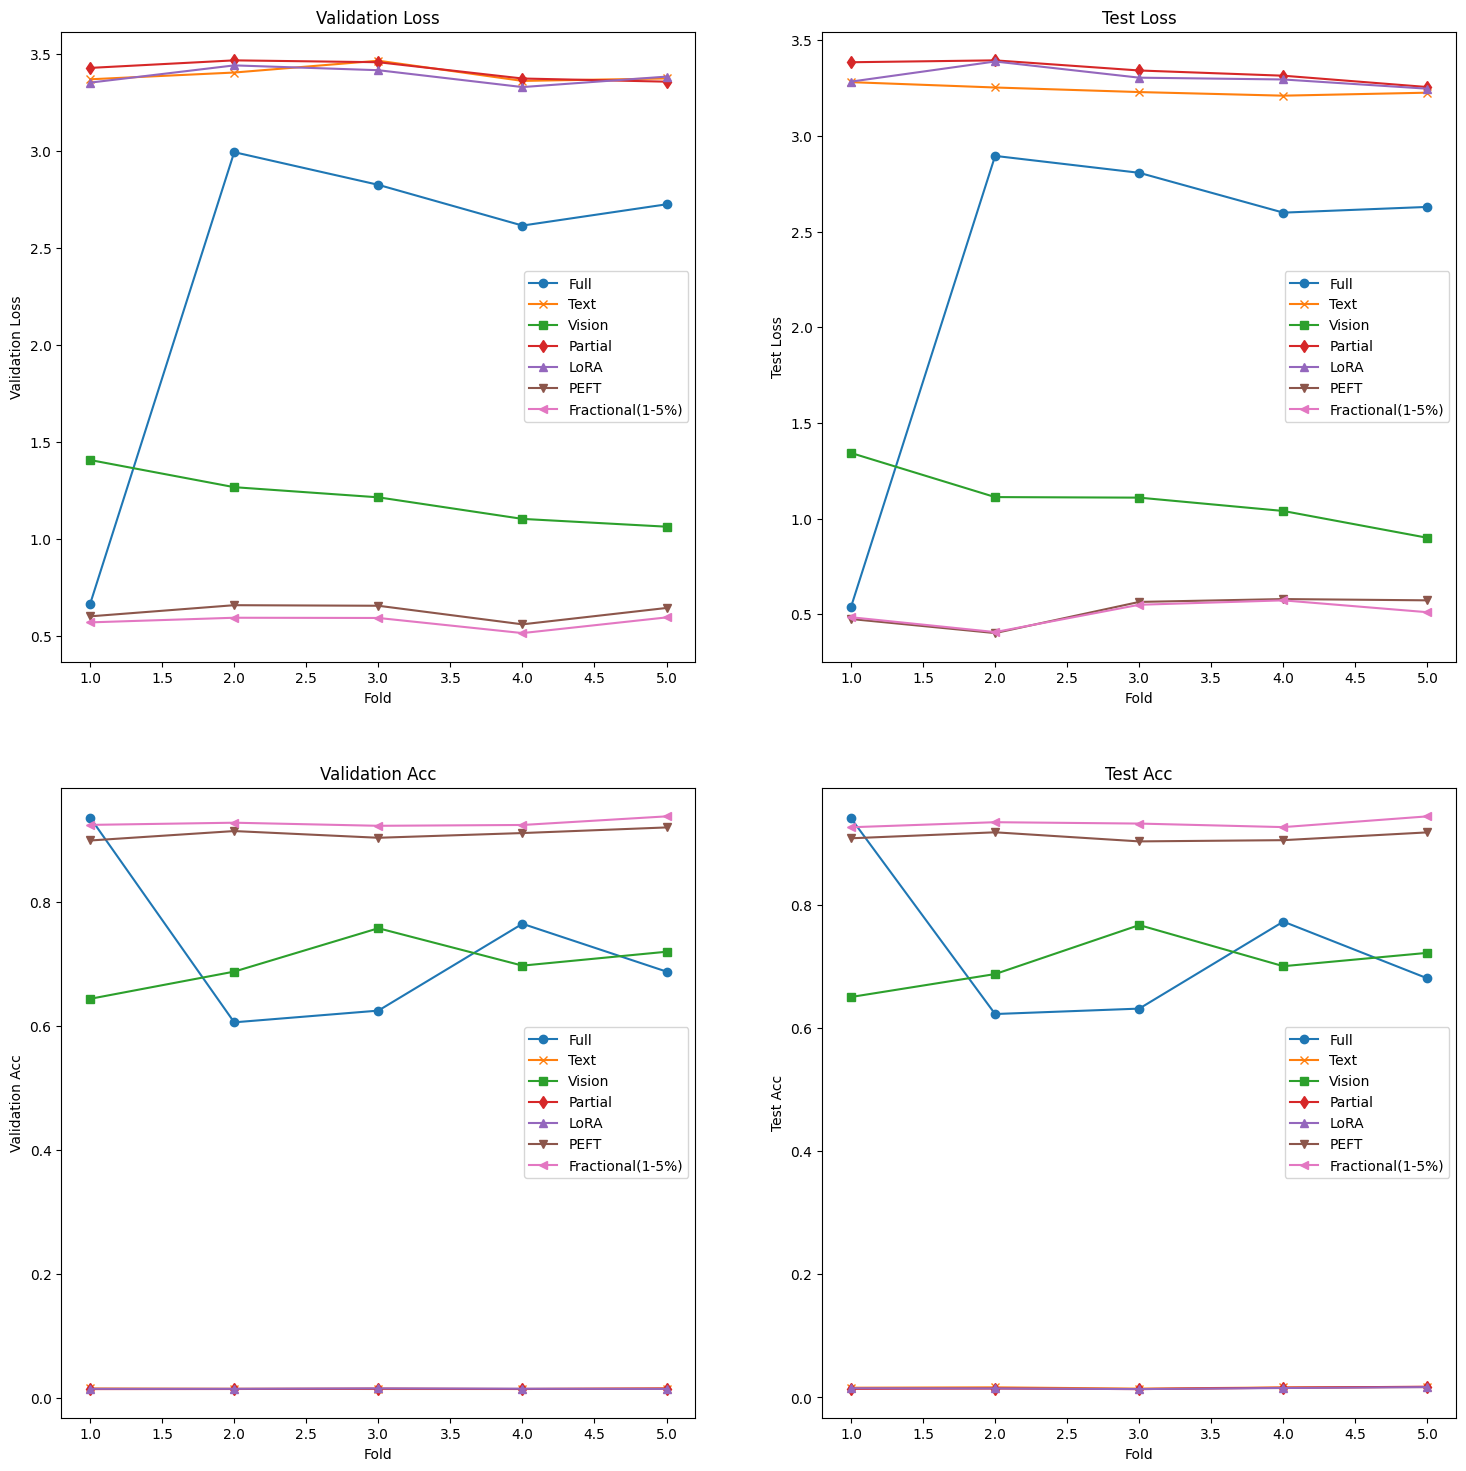 Validation Loss
Validation Loss
3.5
3.0
2.5
2.0
1.5
1.0
0.5
Full
Text
Vision
Partial
LoRA
PEFT
Fractional(1-5%)
1.0 1.5 2.0 2.5 3.0 3.5 4.0 4.5 5.0
Fold
Test Loss
Test Loss
3.5
3.0
2.5
2.0
1.5
1.0
0.5
Full
Text
Vision
Partial
LoRA
PEFT
Fractional(1-5%)
1.0 1.5 2.0 2.5 3.0 3.5 4.0 4.5 5.0
Fold
Validation Acc
Validation Acc
0.8
0.6
0.4
0.2
0.0
Full
Text
Vision
Partial
LoRA
PEFT
Fractional(1-5%)
1.0 1.5 2.0 2.5 3.0 3.5 4.0 4.5 5.0
Fold
Test Acc
Test Acc
0.8
0.6
0.4
0.2
0.0
Full
Text
Vision
Partial
LoRA
PEFT
Fractional(1-5%)
1.0 1.5 2.0 2.5 3.0 3.5 4.0 4.5 5.0
Fold